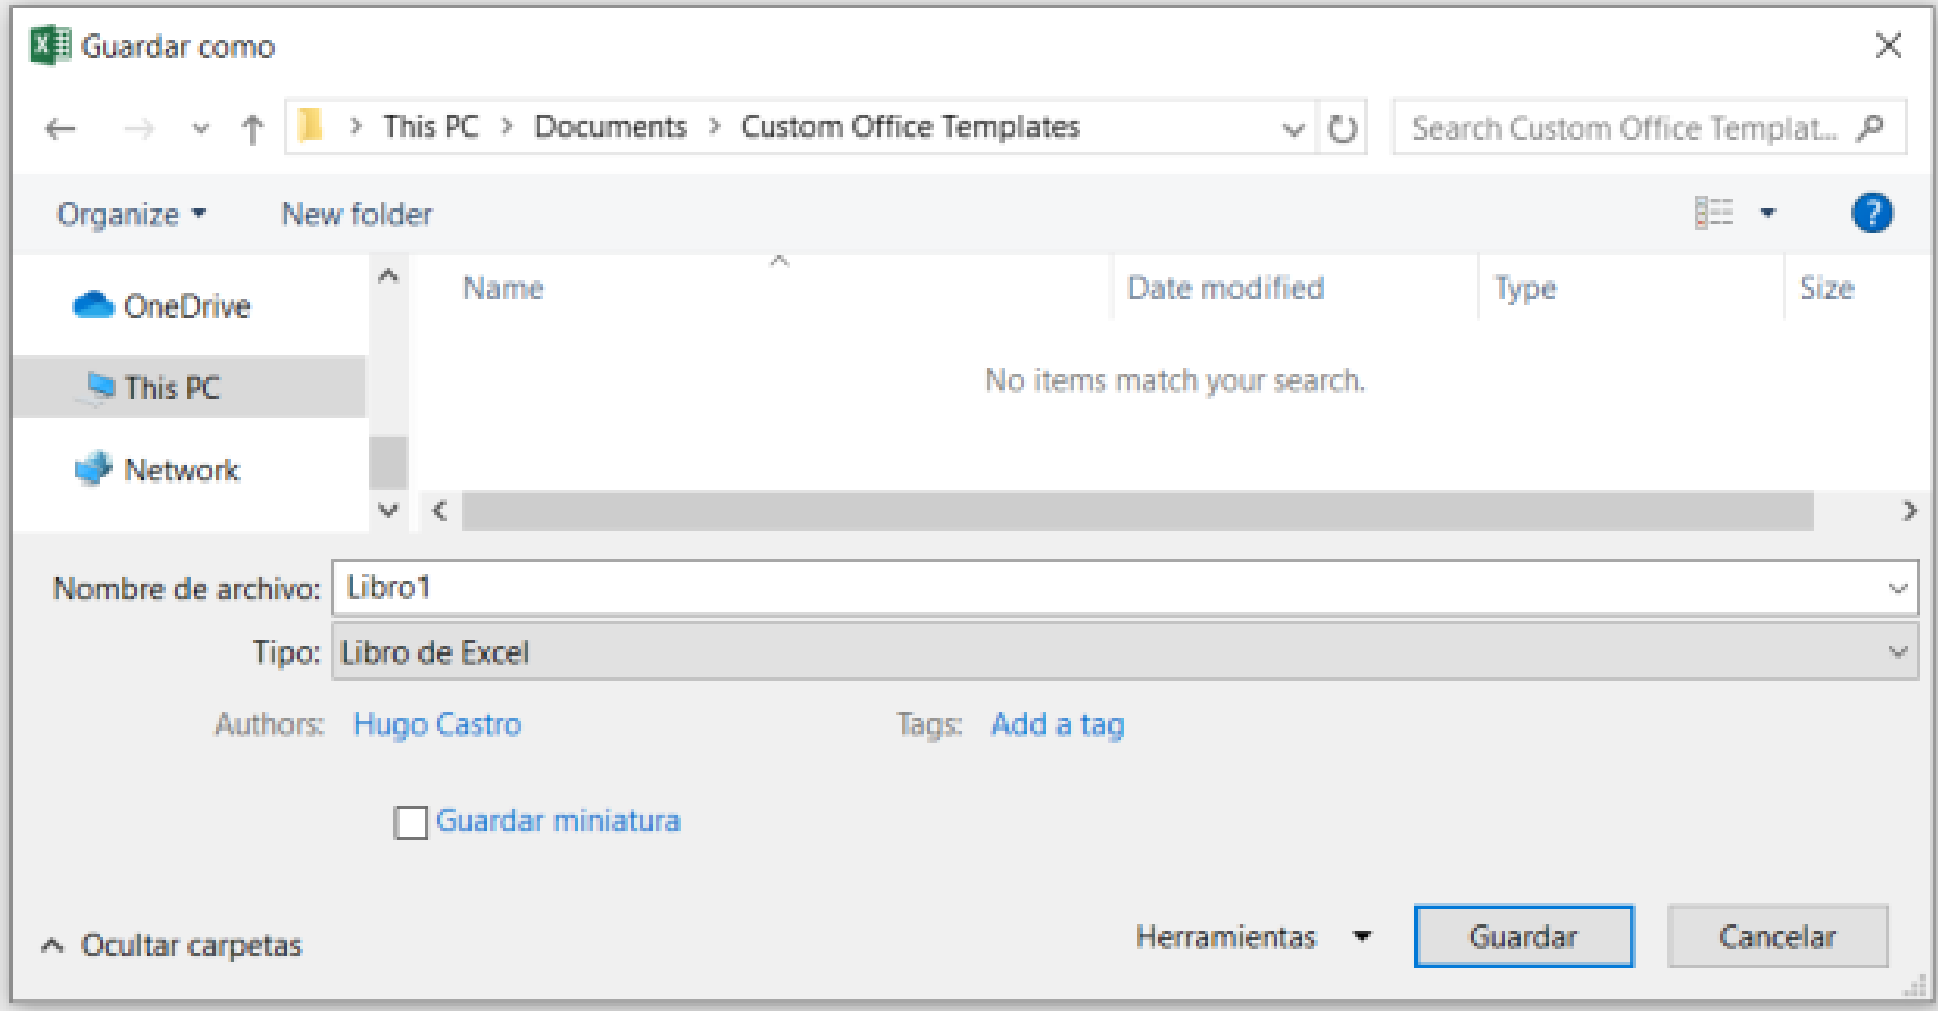 Guardar como
This PC > Documents > Custom Office Templates
Search Custom Office Templat...
Organize
New folder
OneDrive
This PC
Network
Name
Date modified
Type
Size
No items match your search.
Nombre de archivo: Libro1
Tipo: Libro de Excel
Authors: Hugo Castro
Tags: Add a tag
Guardar miniatura
Ocultar carpetas
Herramientas
Guardar
Cancelar